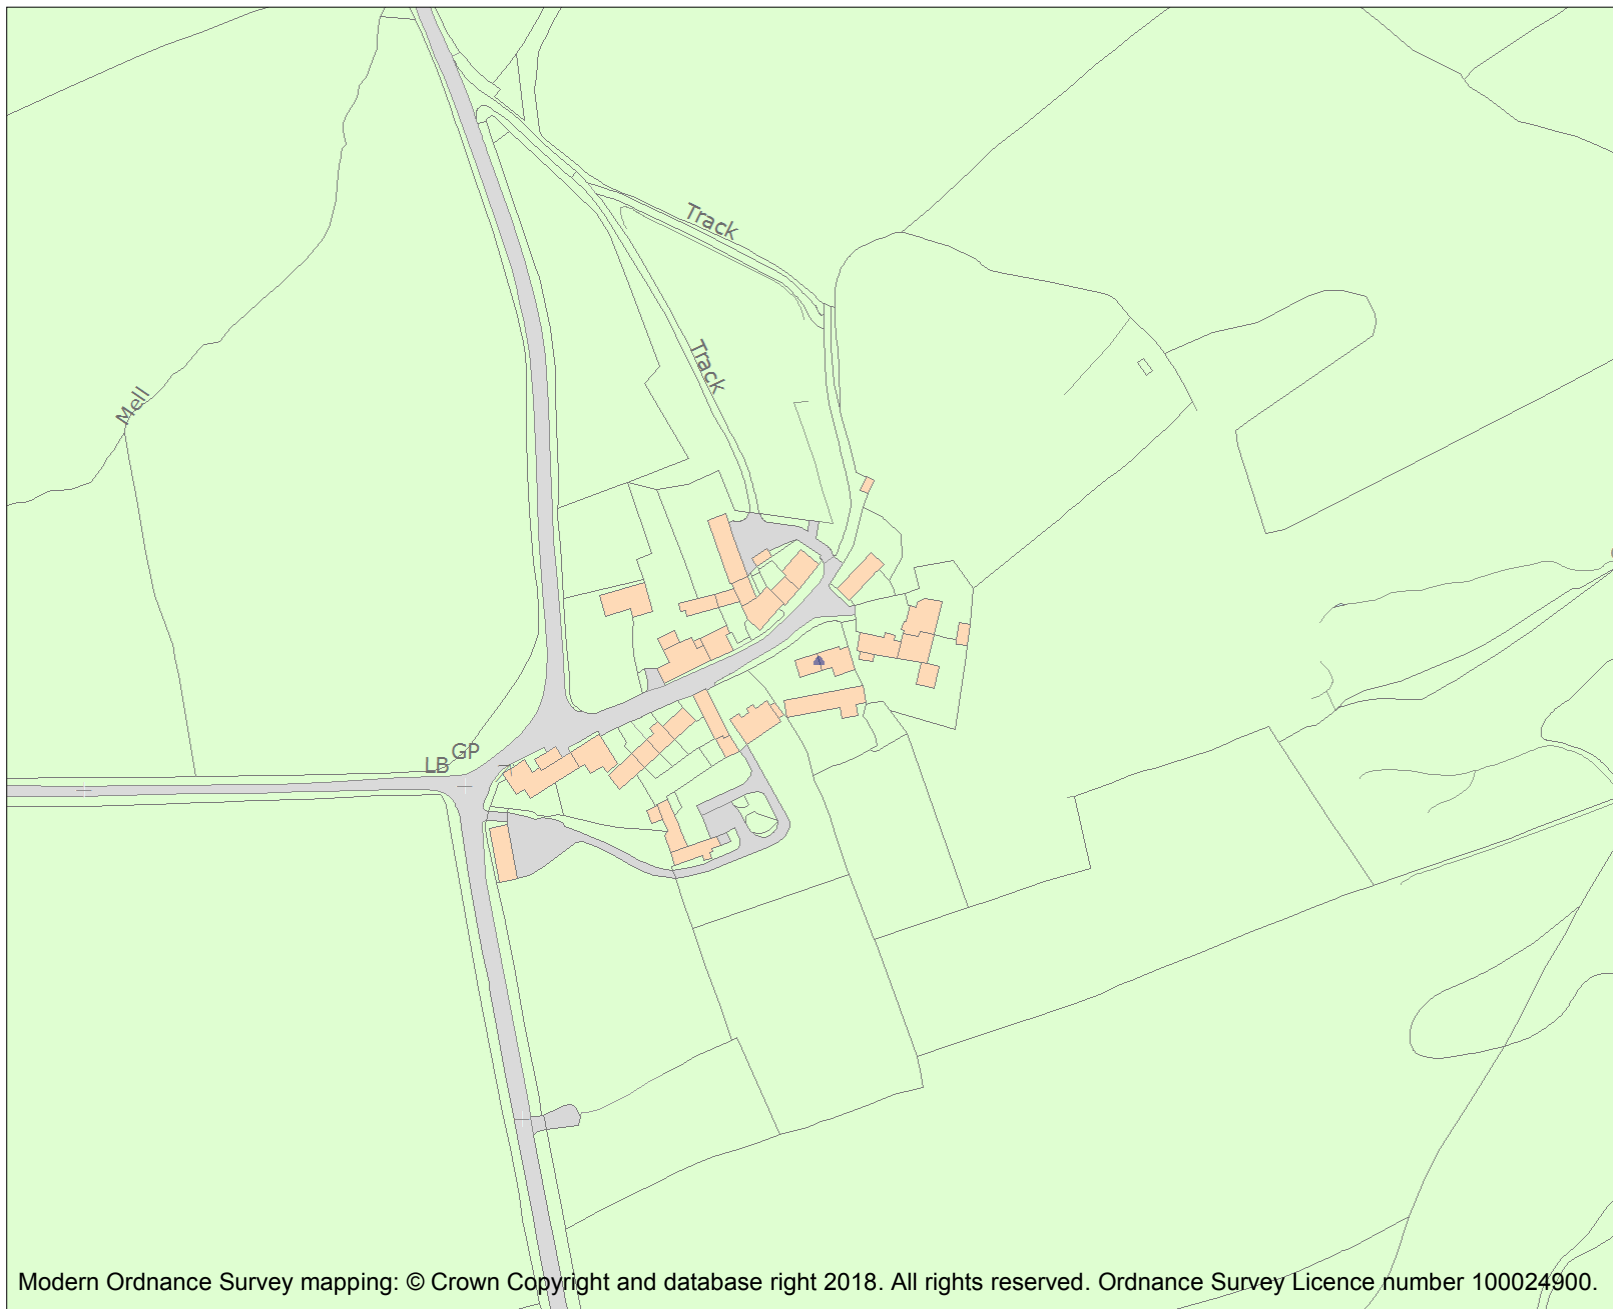 Track
Track
Mell
GP
LB
Modern Ordnance Survey mapping: © Crown Copyright and database right 2018. All rights reserved. Ordnance Survey Licence number 100024900.